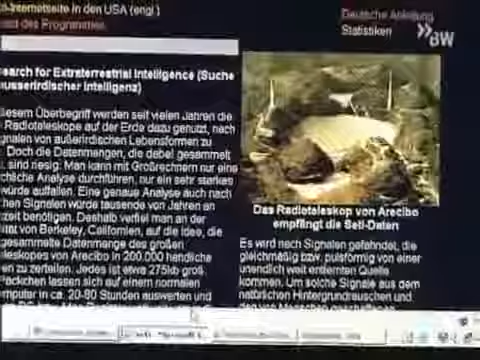 -Internetseite in den USA (engl.)
des Programmes
Deutsche Anleitung
Statistiken
BW
earch for Extraterrestrial Intelligence (Suche
usserirdischer Intelligenz)
iesem Überbegriff werden seit vielen Jahren die
Radioteleskope auf der Erde dazu genutzt, nach
gnalen von außerirdischen Lebensformen zu
Doch die Datenmengen, die dabei gesammelt
sind riesig: Man kann mit Großrechnern nur eine
chliche Analyse durchführen, nur ein sehr starkes
würde auffallen. Eine genaue Analyse auch nach
hen Signalen würde tausende von Jahren an
zeit benötigen. Deshalb verfiel man an der
von Berkeley, Californien, auf die Idee, die
gesammelte Datenmenge des großen
leskopes von Arecibo in 200.000 handliche
en zu zerteilen. Jedes ist etwa 275kb groß.
Päckchen lassen sich auf einem normalen
mputer in ca. 20-80 Stunden auswerten und
Das Radioteleskop von Arecibo
empfängt die Seti-Daten
Es wird nach Signalen gefahndet, die
gleichmäßig bzw. pulsförmig von einer
unendlich weit entfernten Quelle
kommen. Um solche Signale aus dem
natürlichen Hintergrundrauschen und